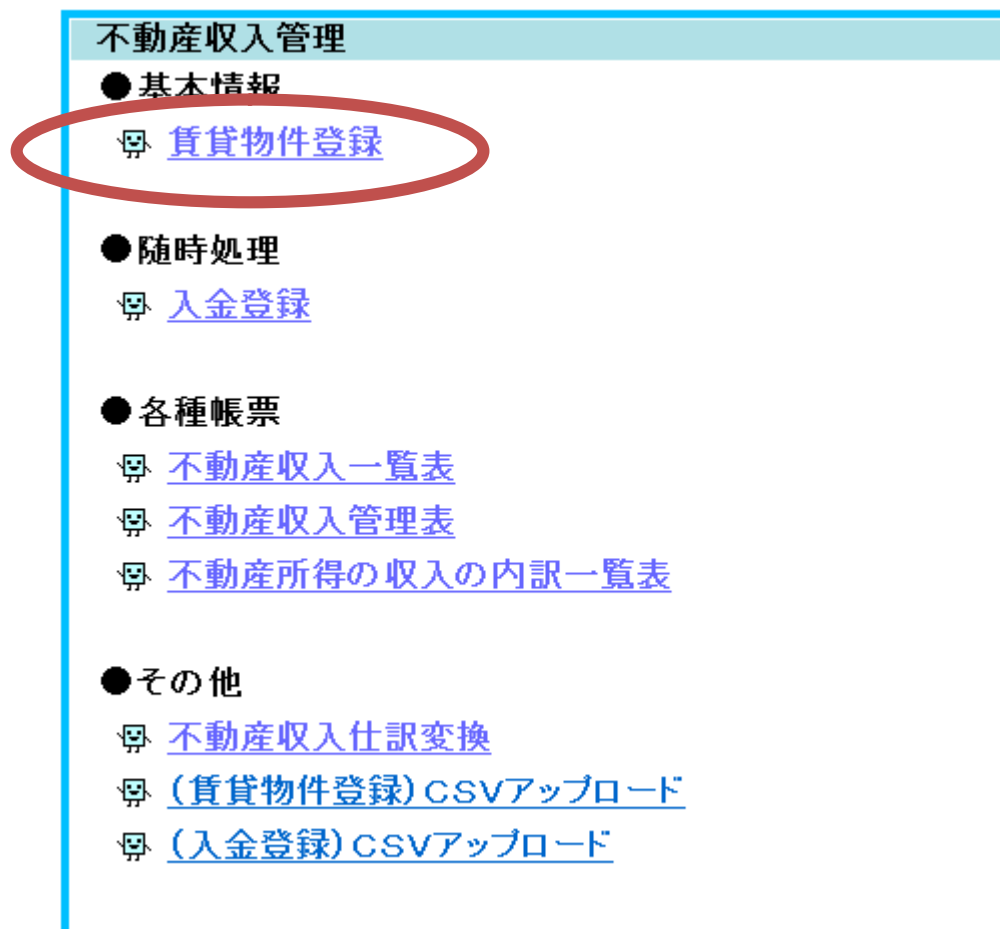 不動産収入管理
●基本情報
賃貸物件登録
●随時処理
入金登録
●各種帳票
不動産収入一覧表
不動産収入管理表
不動産所得の収入の内訳一覧表
●その他
不動産収入仕訳変換
(賃貸物件登録)CSVアップロード
(入金登録)CSVアップロード